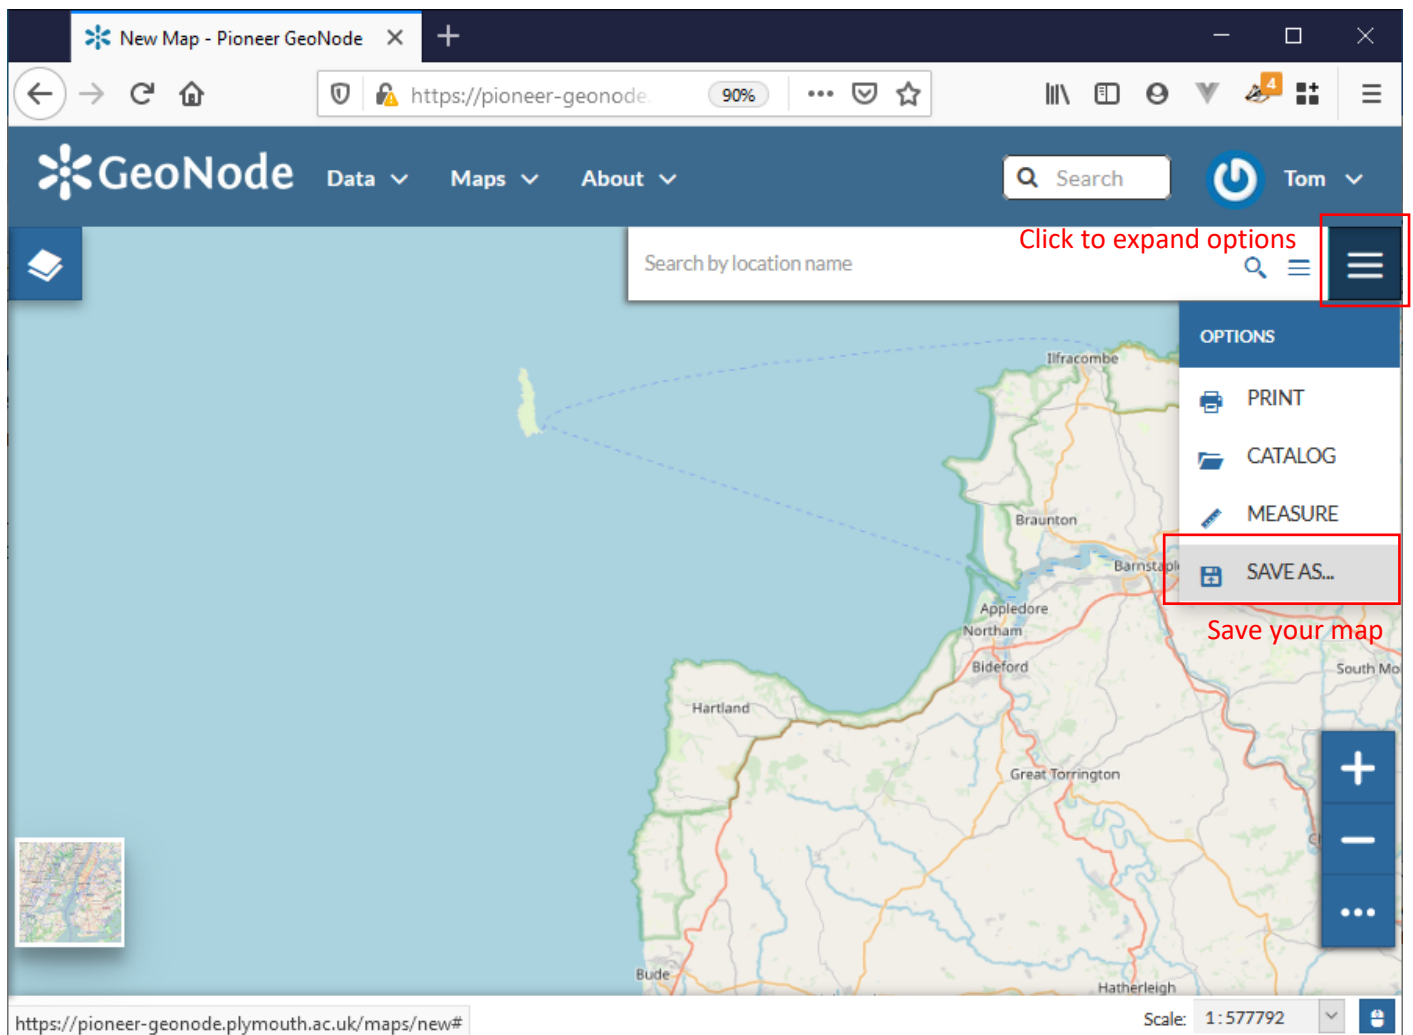 New Map - Pioneer GeoNode
https://pioneer-geonode.
90%
4
GeoNode
Data
Maps
About
Search
Tom
Click to expand options
Search by location name
OPTIONS
PRINT
CATALOG
MEASURE
SAVE AS...
Save your map
Ilfracombe
Braunton
Barnstapl
Appledore
Northam
Bideford
South Mo
Hartland
Great Torrington
Bude
Hatherleigh
https://pioneer-geonode.plymouth.ac.uk/maps/new#
Scale:
1:577792